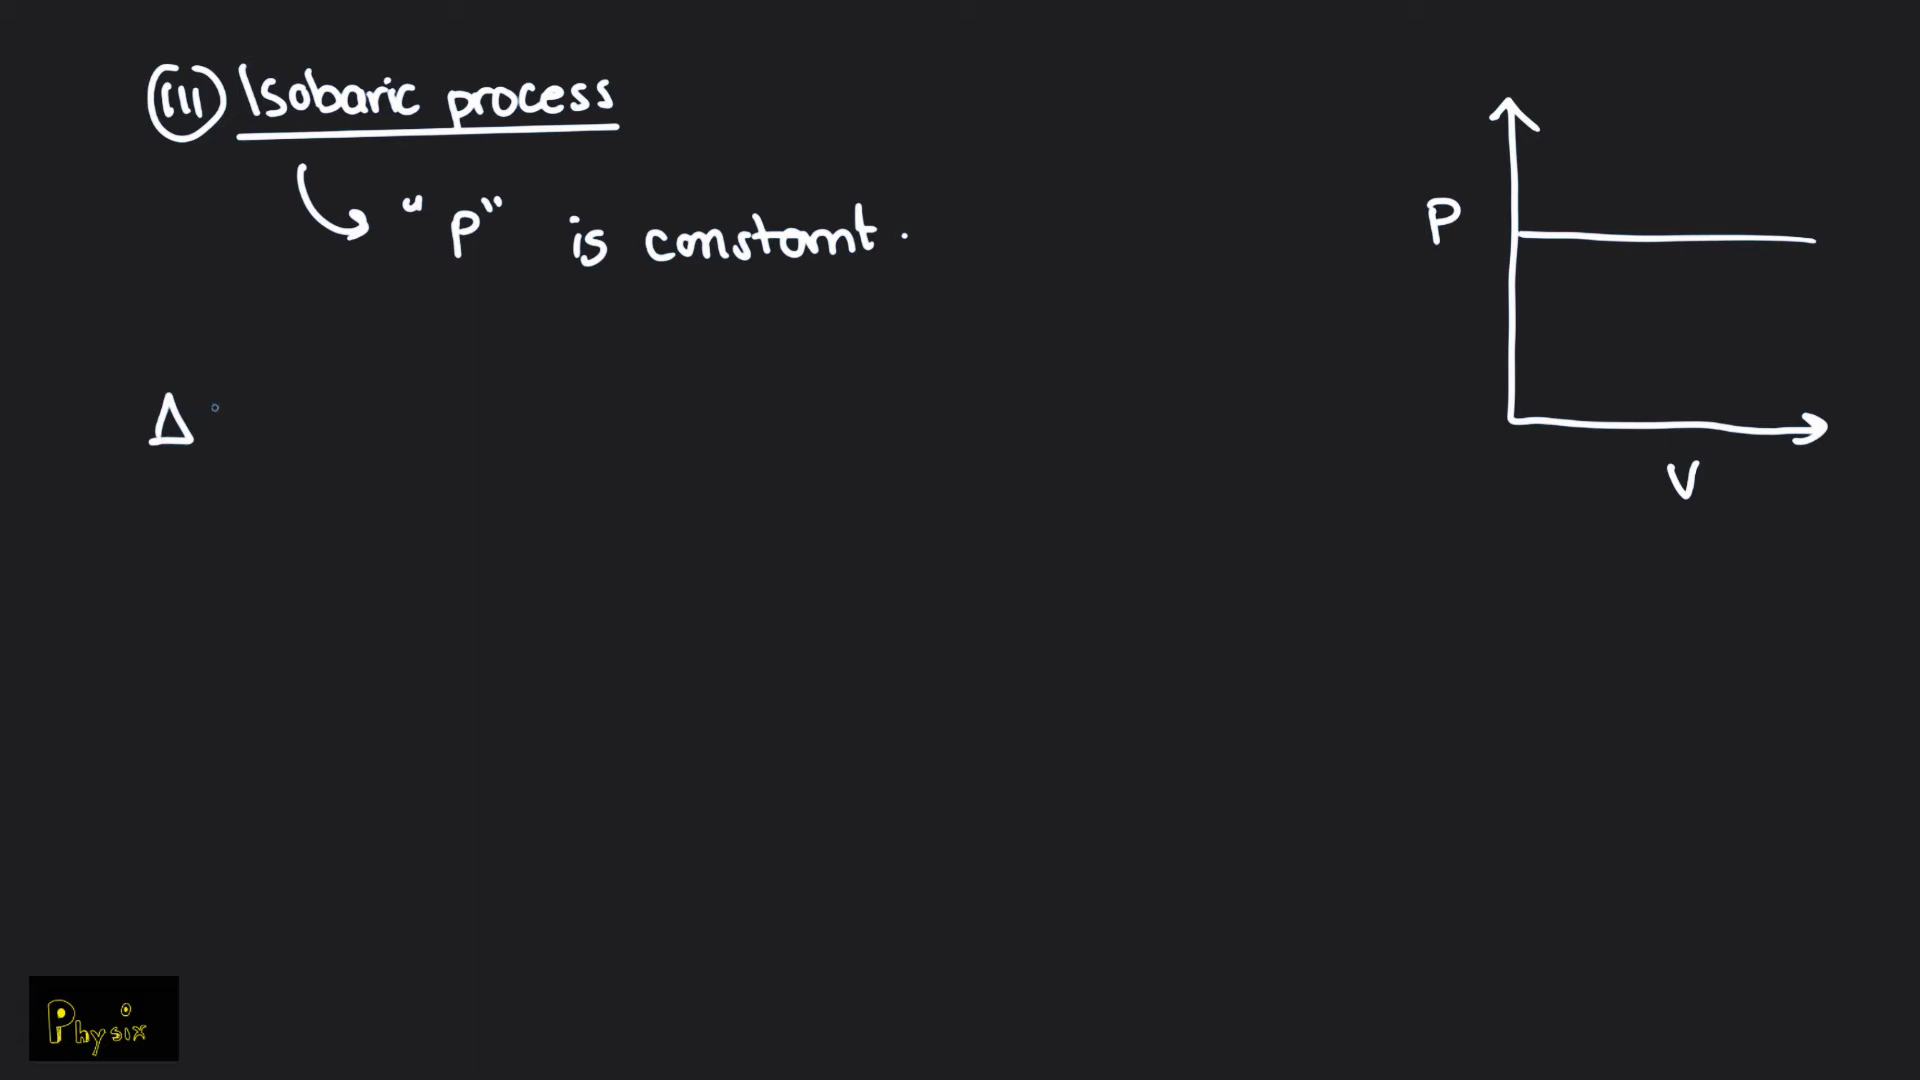 (iii) Isobaric process
"P" is constant.
P
Δ
V
Physix